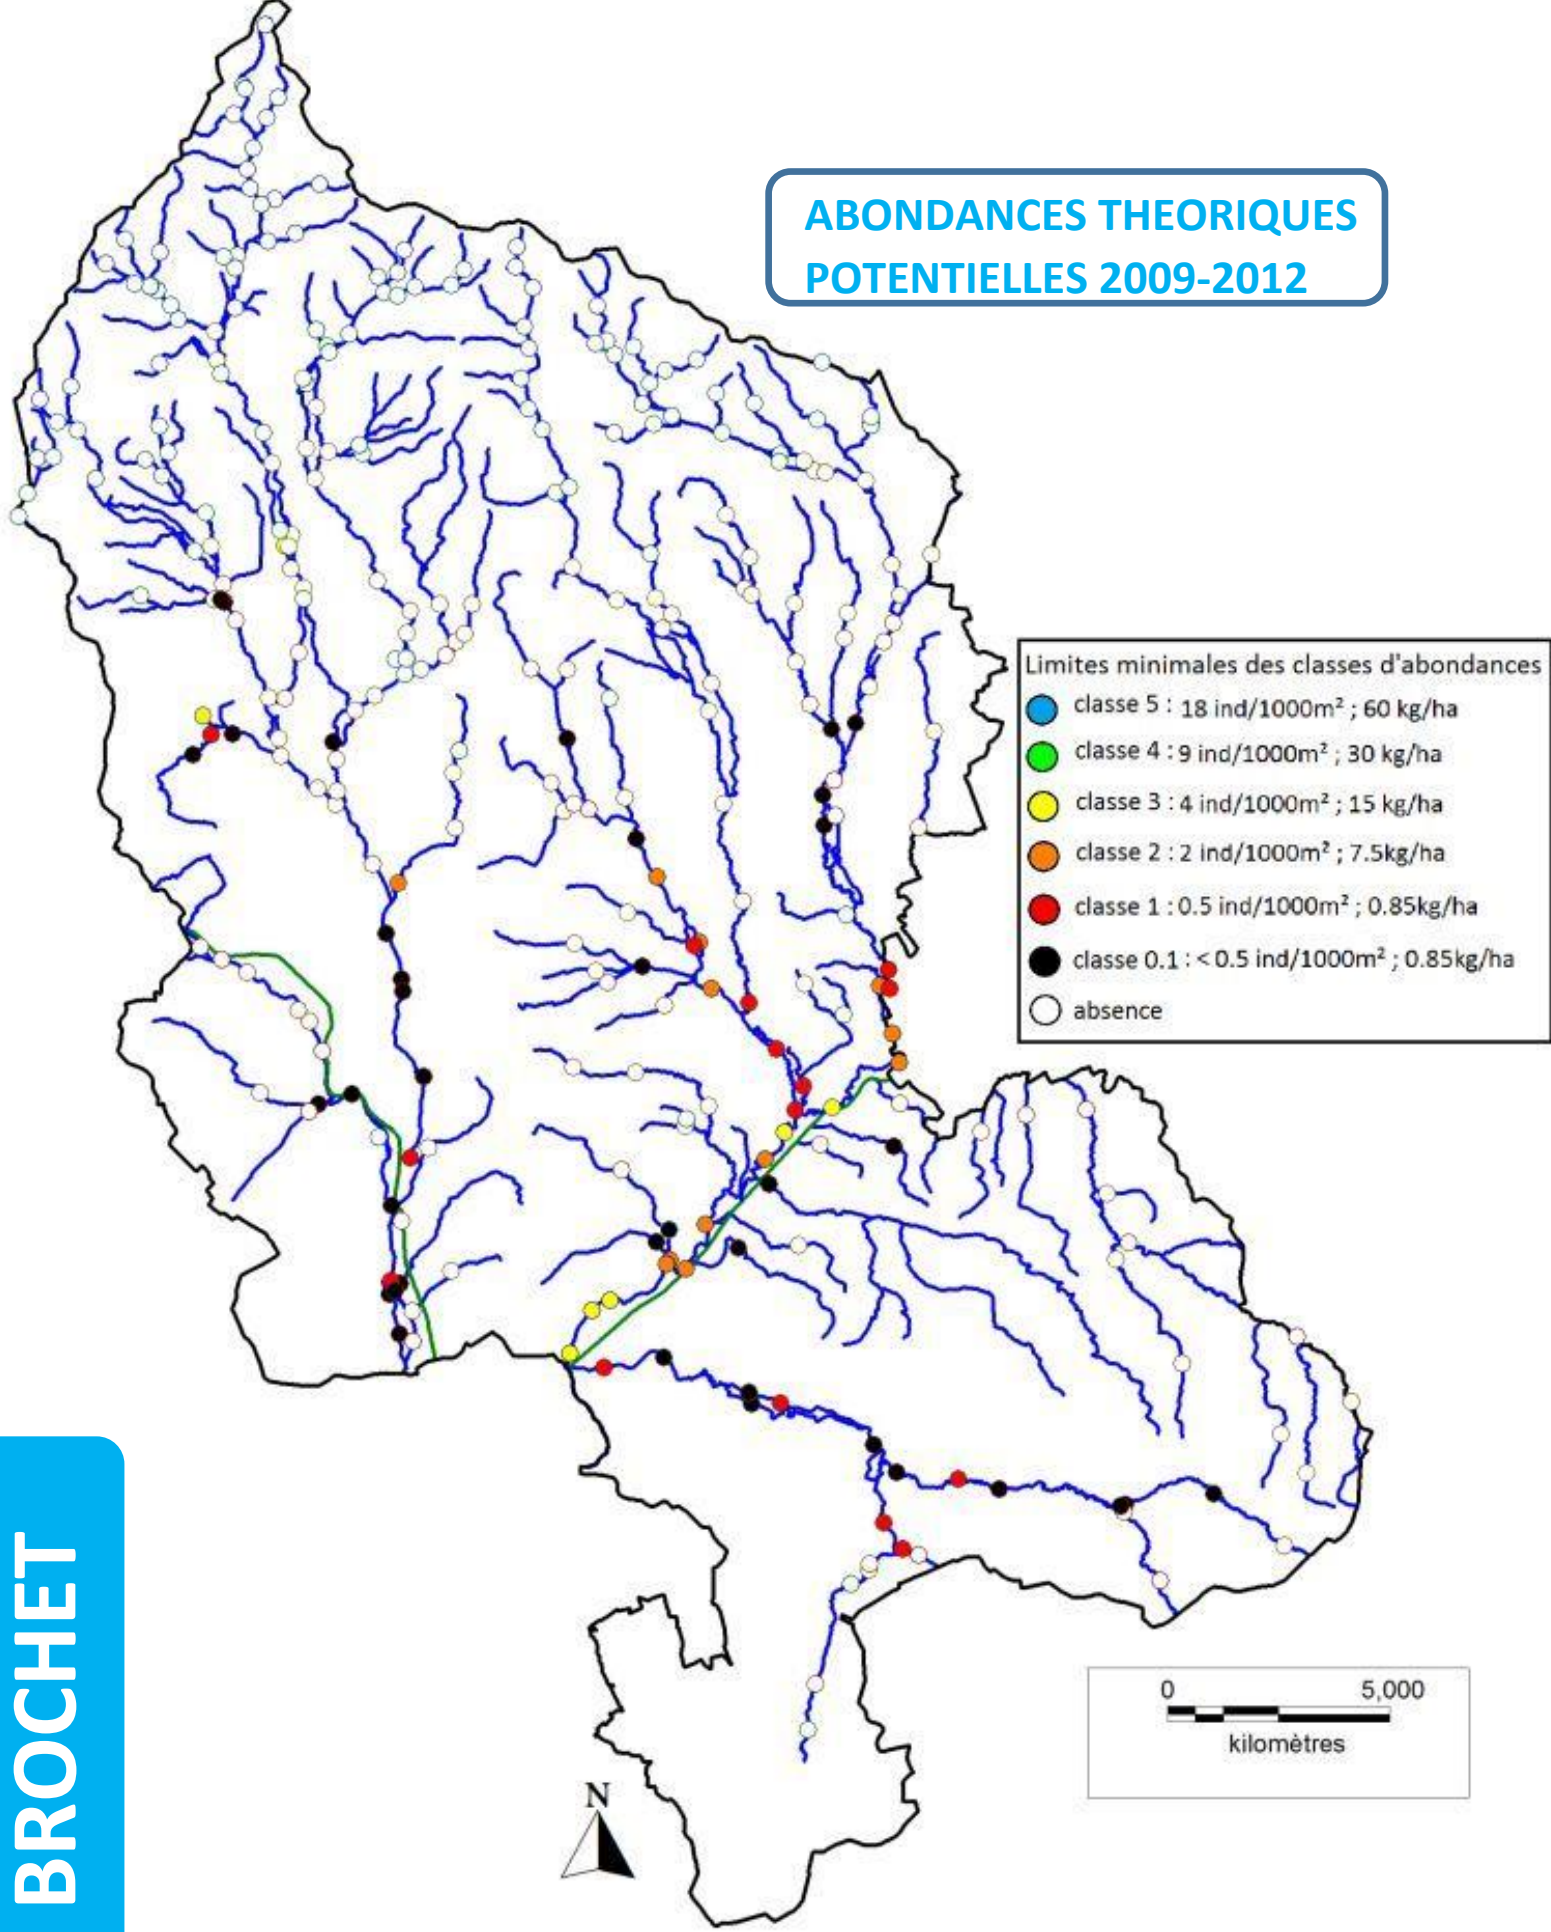 ABONDANCES THEORIQUES
POTENTIELLES 2009-2012
Limites minimales des classes d'abondances
classe 5 : 18 ind/1000m² ; 60 kg/ha
classe 4 : 9 ind/1000m² ; 30 kg/ha
classe 3 : 4 ind/1000m² ; 15 kg/ha
classe 2 : 2 ind/1000m² ; 7.5kg/ha
classe 1 : 0.5 ind/1000m² ; 0.85kg/ha
classe 0.1 : < 0.5 ind/1000m² ; 0.85kg/ha
absence
BROCHET
0 5,000
kilomètres
N